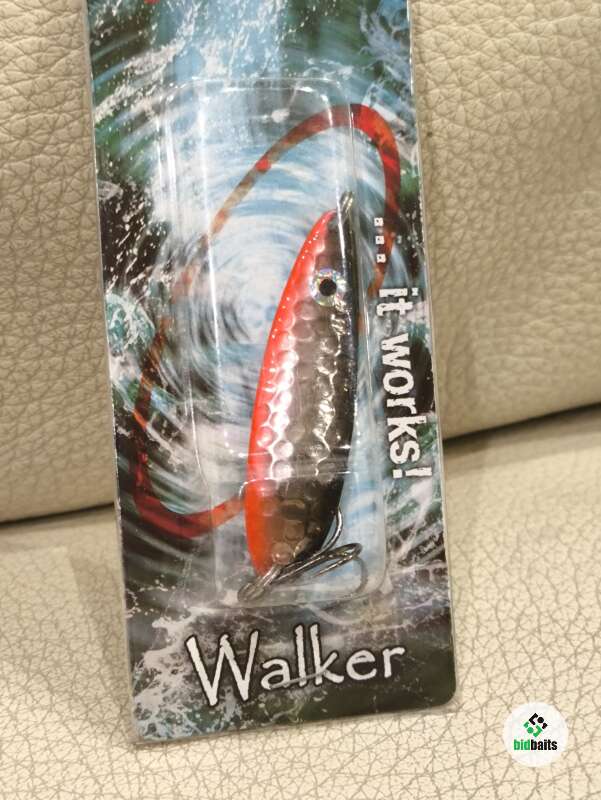 ... it works!
Walker
bidbaits